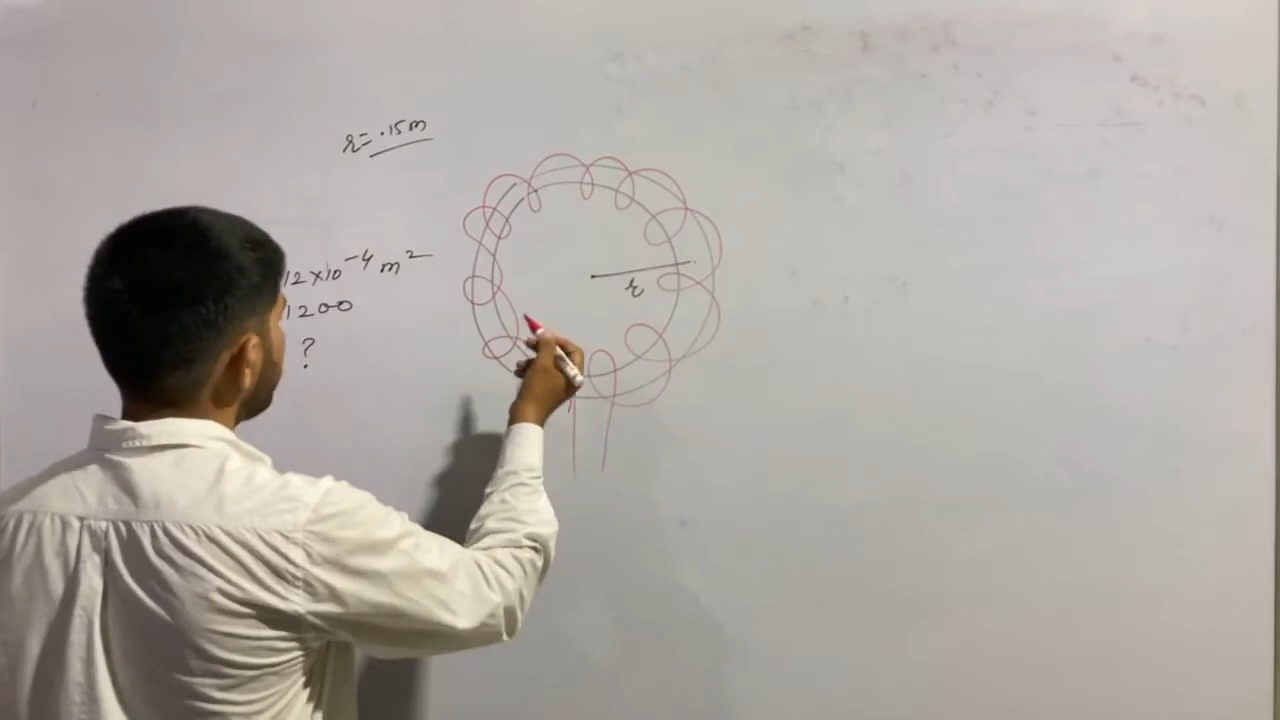 r = .15m
12×10⁻⁴ m²
1200
?
r